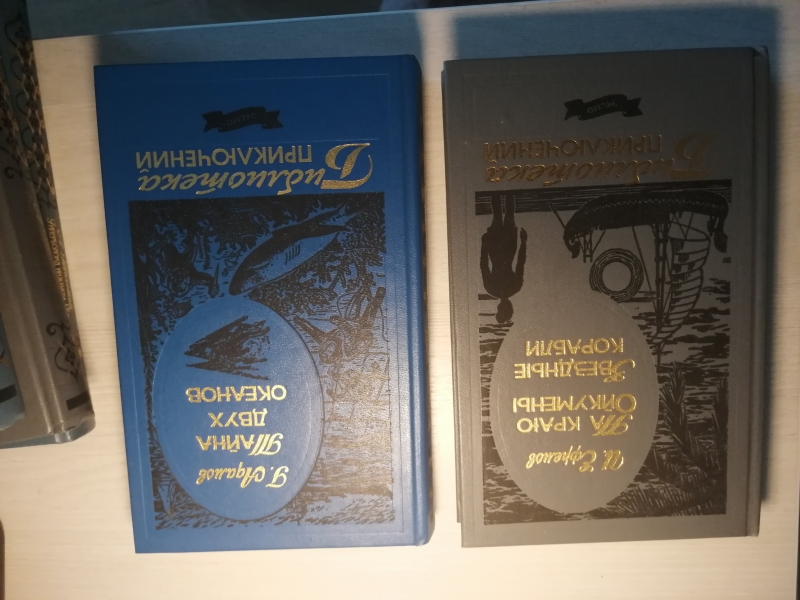 Г. Адамов
ТАЙНА
ДВУХ
ОКЕАНОВ
Библиотека
ПРИКЛЮЧЕНИЙ
И. Ефремов
НА КРАЮ
ОЙКУМЕНЫ
ЗВЕЗДНЫЕ
КОРАБЛИ
Библиотека
ПРИКЛЮЧЕНИЙ